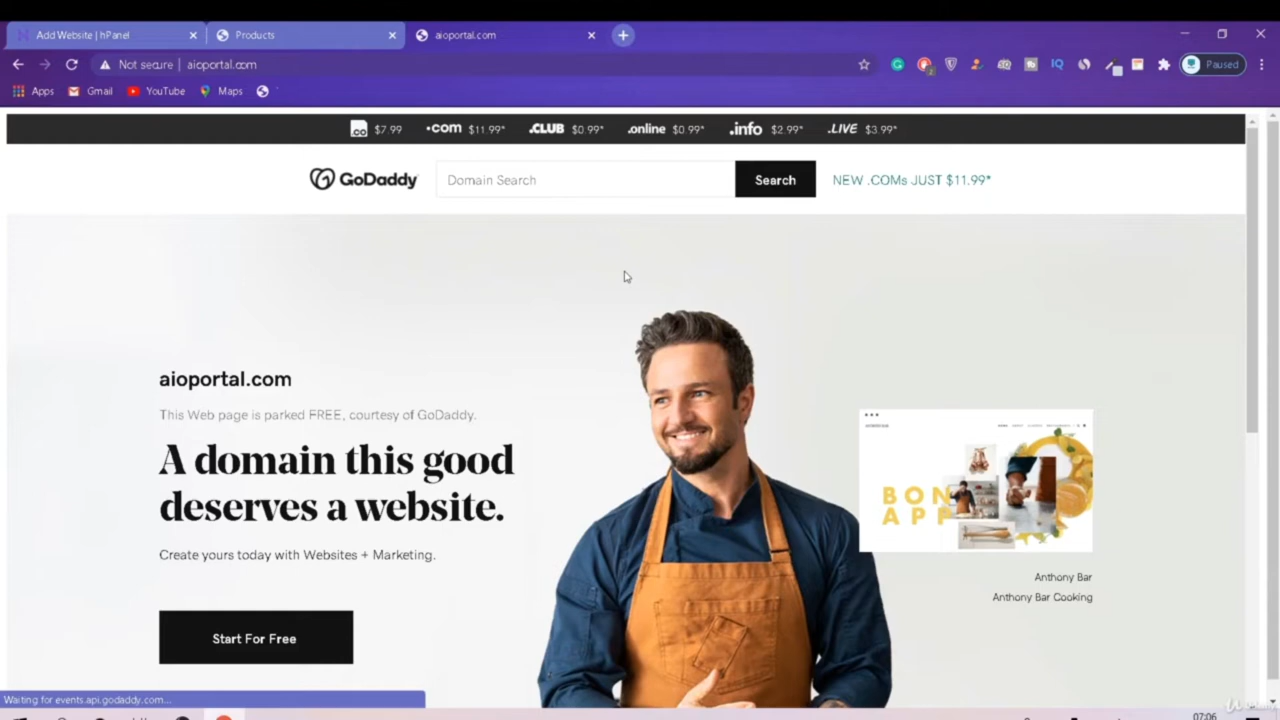 Add Website | hPanel
Products
aioportal.com
Not secure | aioportal.com
Paused
Apps
Gmail
YouTube
Maps
.co $7.99 .com $11.99* .CLUB $0.99* .online $0.99* .info $2.99* .LIVE $3.99*
GoDaddy
Domain Search
Search
NEW .COMs JUST $11.99*
aioportal.com
This Web page is parked FREE, courtesy of GoDaddy.
A domain this good
deserves a website.
Create yours today with Websites + Marketing.
Start For Free
BON
APP
Anthony Bar
Anthony Bar Cooking
Waiting for events.api.godaddy.com...
07:06